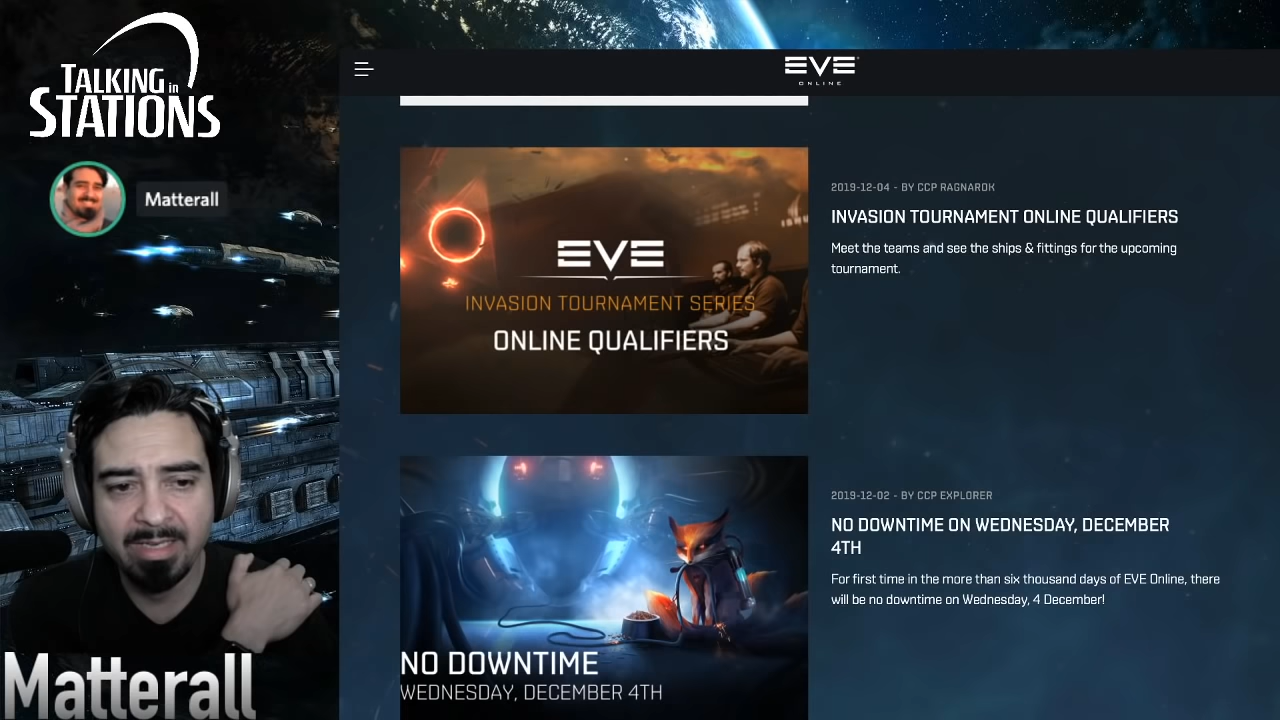 TALKING in
STATIONS
Matterall
EVE
ONLINE
EVE
INVASION TOURNAMENT SERIES
ONLINE QUALIFIERS
2019-12-04 - BY CCP RAGNAROK
INVASION TOURNAMENT ONLINE QUALIFIERS
Meet the teams and see the ships & fittings for the upcoming
tournament.
NO DOWNTIME
WEDNESDAY, DECEMBER 4TH
2019-12-02 - BY CCP EXPLORER
NO DOWNTIME ON WEDNESDAY, DECEMBER
4TH
For first time in the more than six thousand days of EVE Online, there
will be no downtime on Wednesday, 4 December!
Matterall